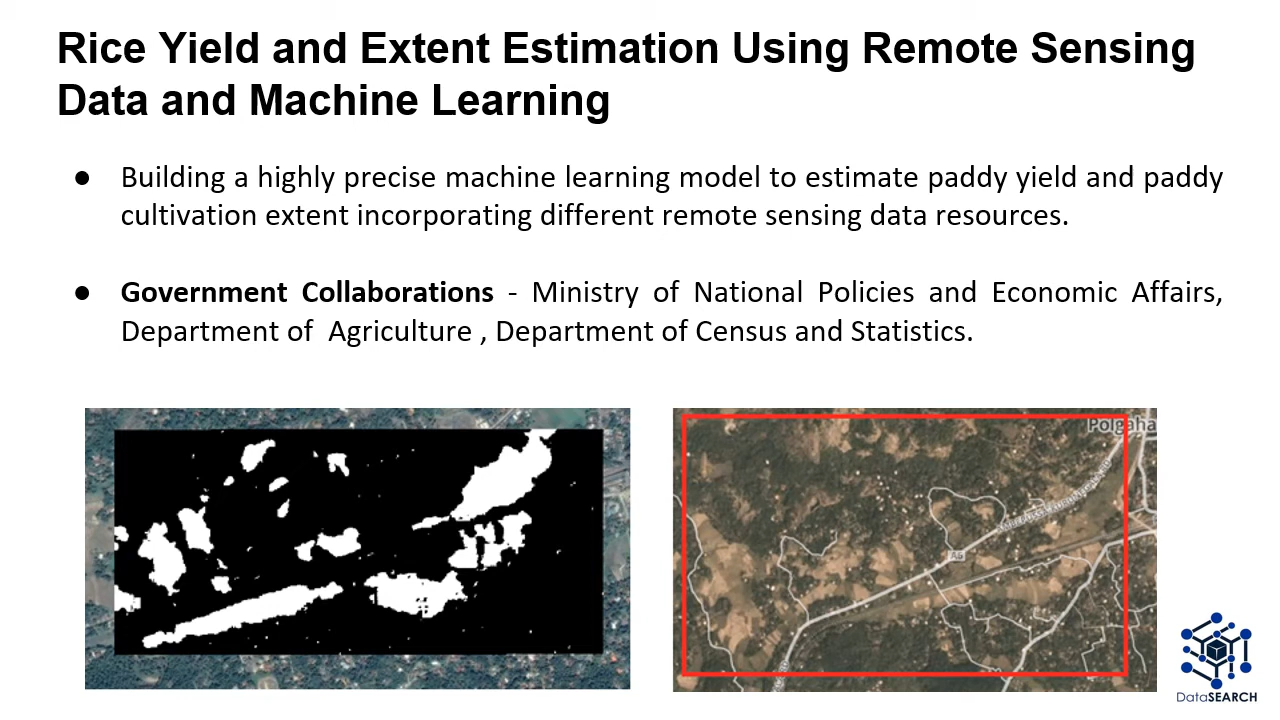 Rice Yield and Extent Estimation Using Remote Sensing
Data and Machine Learning
● Building a highly precise machine learning model to estimate paddy yield and paddy
cultivation extent incorporating different remote sensing data resources.
● Government Collaborations - Ministry of National Policies and Economic Affairs,
Department of Agriculture , Department of Census and Statistics.
Polgaha
A6
DataSEARCH